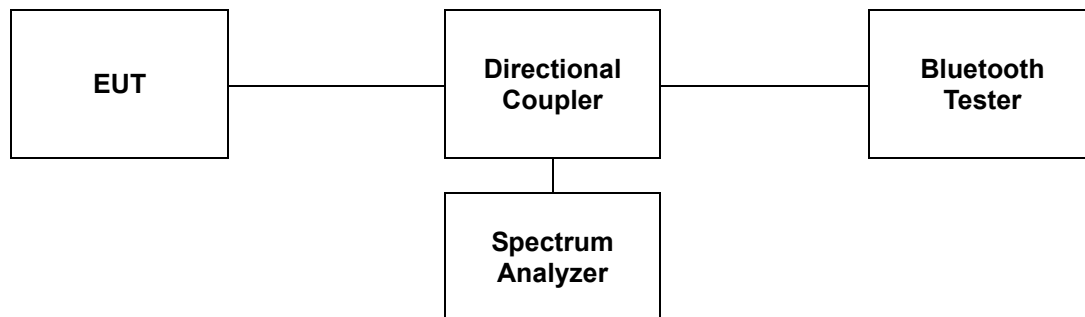 EUT
Directional
Coupler
Bluetooth
Tester
Spectrum
Analyzer